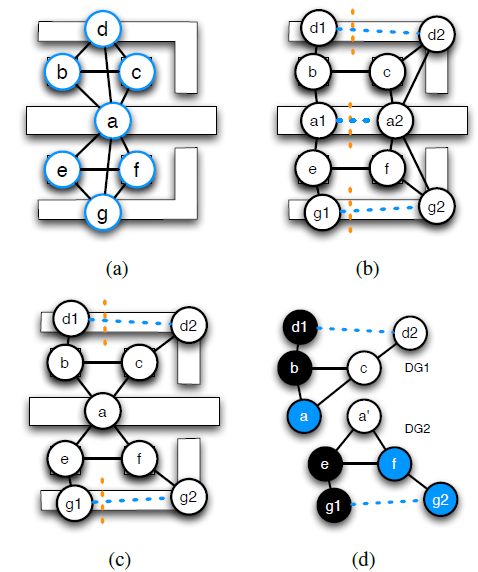 d
b c
a
e f
g
(a)
d1 d2
b c
a1 a2
e f
g1 g2
(b)
d1 d2
b c
a
e f
g1 g2
(c)
d1 d2
b c DG1
a a'
DG2
e f
g1 g2
(d)